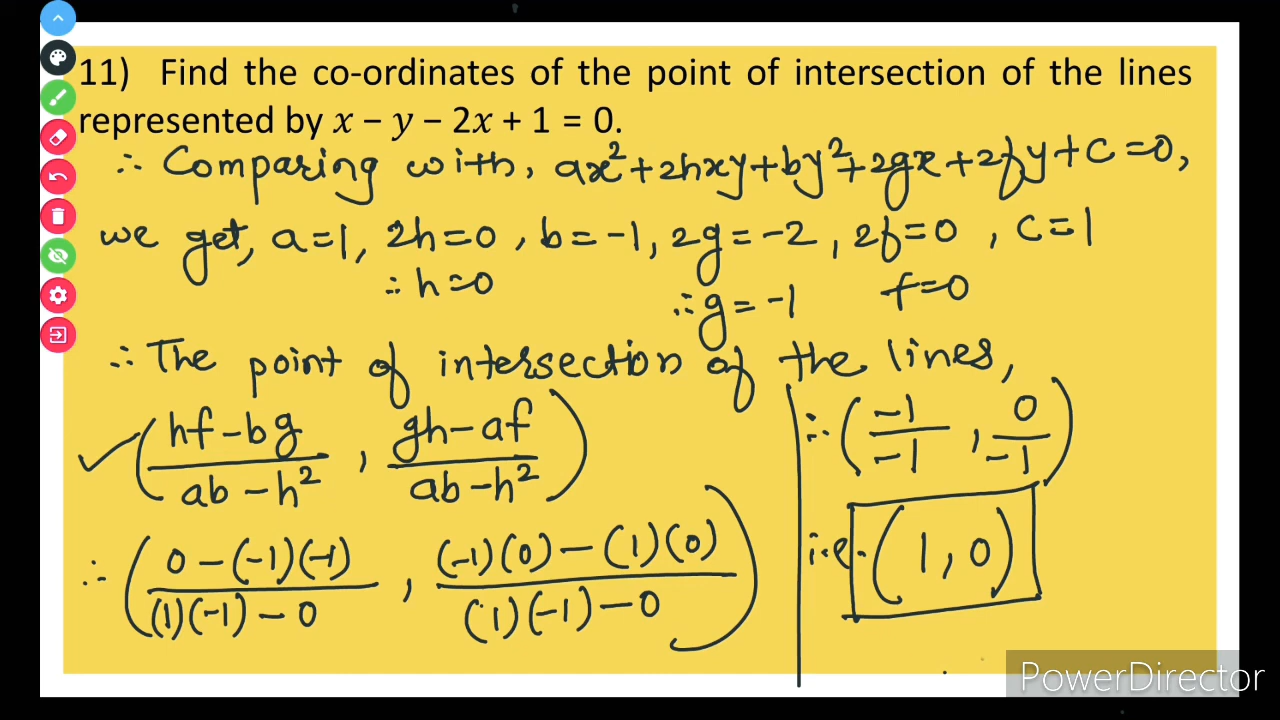 11) Find the co-ordinates of the point of intersection of the lines
represented by x − y − 2x + 1 = 0.
∴ Comparing with, ax²+2hxy+by²+2gx+2fy+c=0,
we get, a=1, 2h=0, b=-1, 2g=-2, 2f=0, c=1
∴ h=0 ∴ g=-1 f=0
∴ The point of intersection of the lines,
✓ ( (hf-bg)/(ab-h²) , (gh-af)/(ab-h²) )
∴ ( (0-(-1)(-1))/((1)(-1)-0) , ((-1)(0)-(1)(0))/((1)(-1)-0) )
∴ ( -1/-1 , 0/-1 )
i.e. (1,0)
PowerDirector